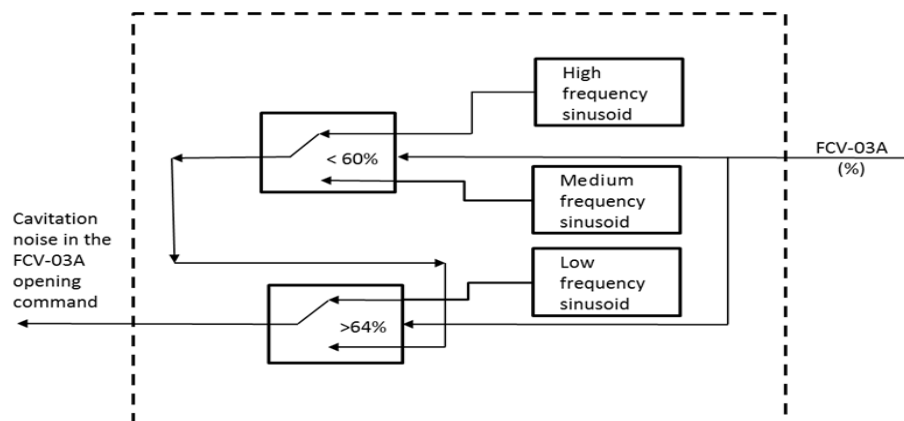 High
frequency
sinusoid
< 60%
FCV-03A
(%)
Medium
frequency
sinusoid
Cavitation
noise in the
FCV-03A
opening
command
Low
frequency
sinusoid
>64%